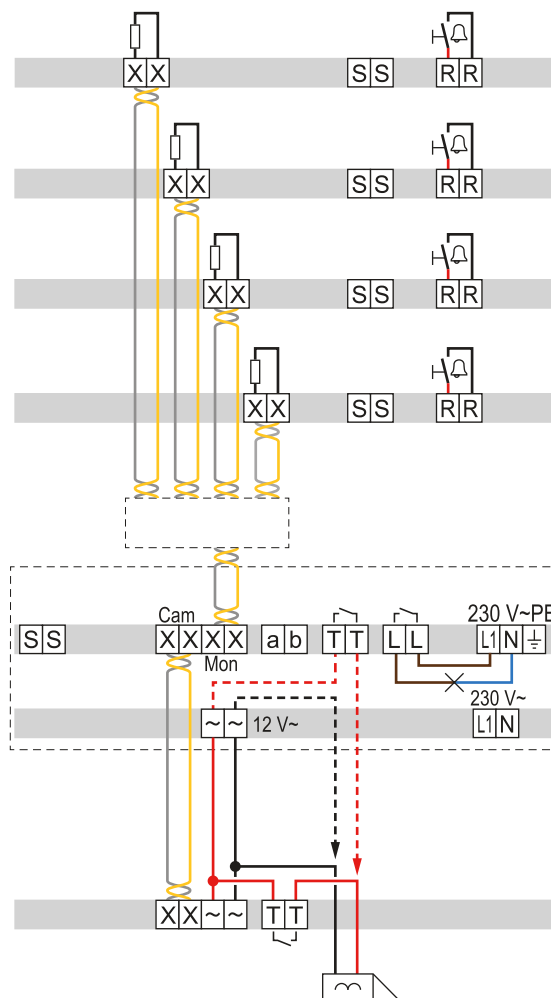 X X S S R R
X X S S R R
X X S S R R
X X S S R R
Cam 230 V~PE
S S X X X X a b T T L L L1 N
Mon
230 V~
~ ~ 12 V~ L1 N
X X ~ ~ T T